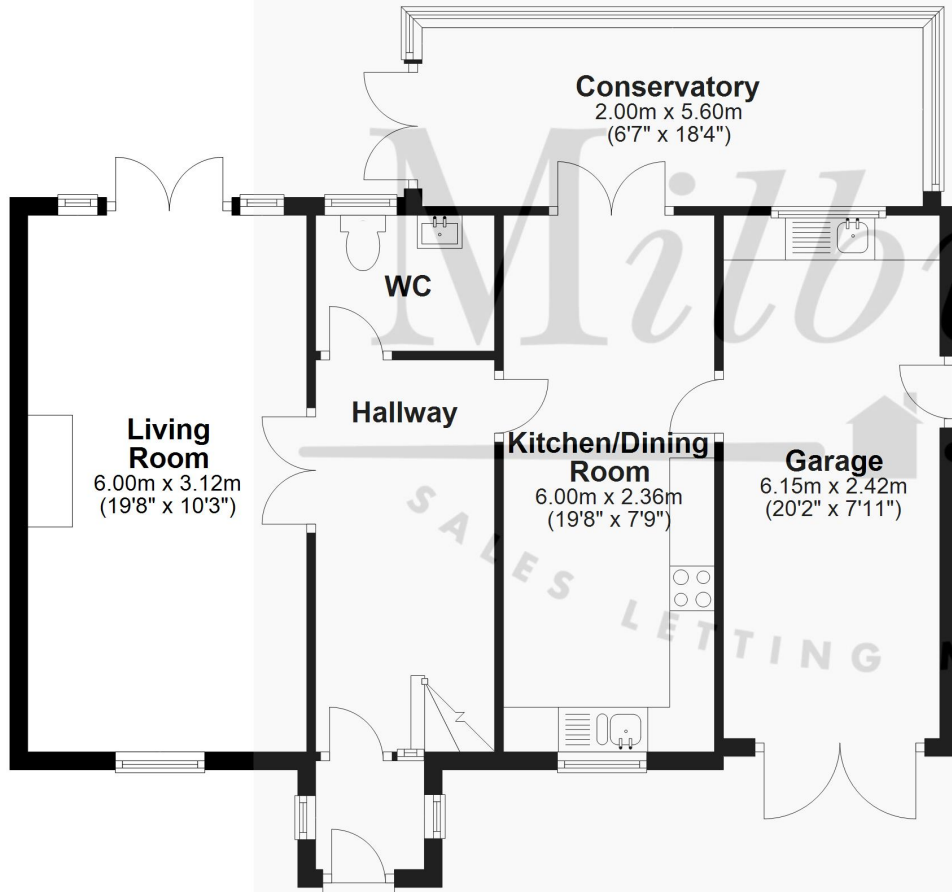 Conservatory
2.00m x 5.60m
(6'7" x 18'4")
WC
Hallway
Living
Room
6.00m x 3.12m
(19'8" x 10'3")
Kitchen/Dining
Room
6.00m x 2.36m
(19'8" x 7'9")
Garage
6.15m x 2.42m
(20'2" x 7'11")
SALES LETTING